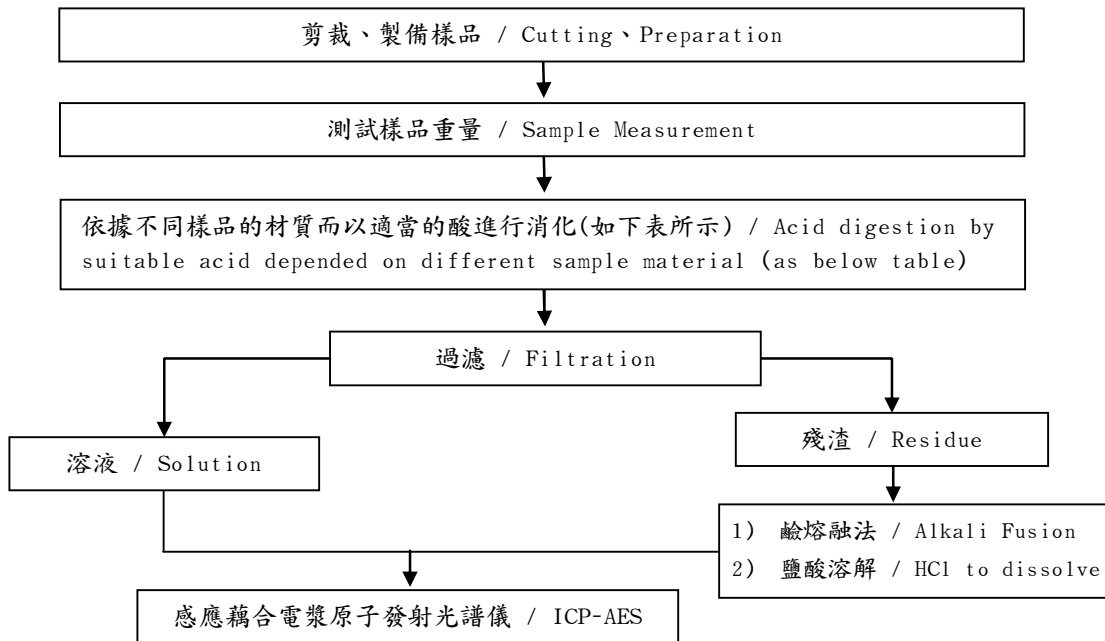 剪裁、製備樣品 / Cutting、Preparation
測試樣品重量 / Sample Measurement
依據不同樣品的材質而以適當的酸進行消化(如下表所示) / Acid digestion by
suitable acid depended on different sample material (as below table)
過濾 / Filtration
溶液 / Solution
殘渣 / Residue
1) 鹼熔融法 / Alkali Fusion
2) 鹽酸溶解 / HCl to dissolve
感應藕合電漿原子發射光譜儀 / ICP-AES